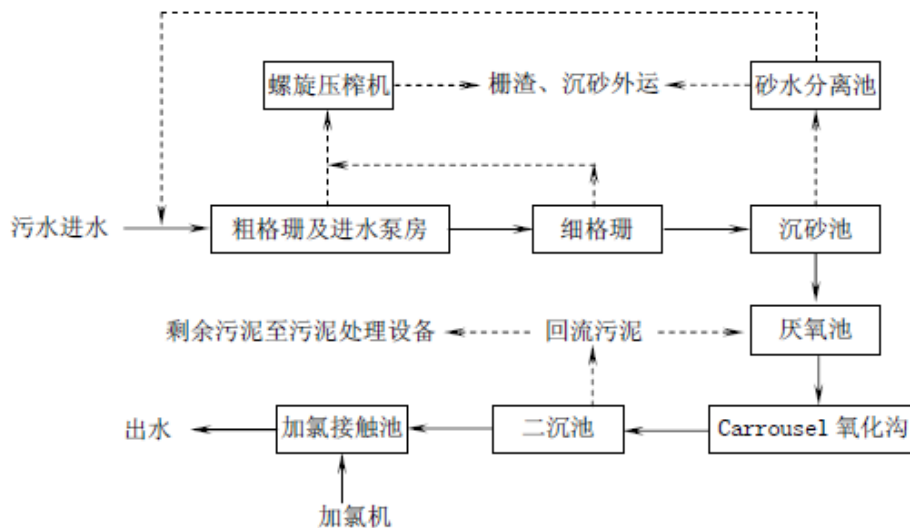 螺旋压榨机
栅渣、沉砂外运
砂水分离池
污水进水
粗格珊及进水泵房
细格珊
沉砂池
剩余污泥至污泥处理设备
回流污泥
厌氧池
出水
加氯接触池
二沉池
Carrousel 氧化沟
加氯机